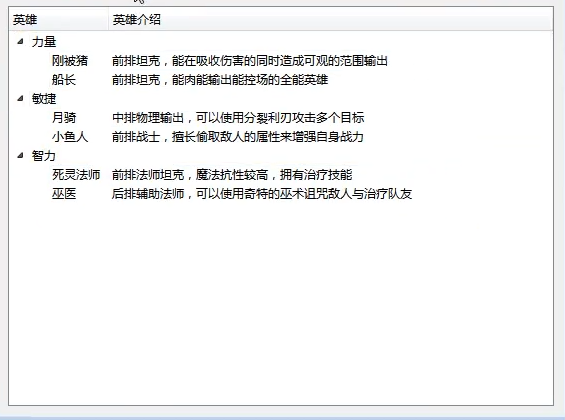 英雄 英雄介绍
力量
刚被猪 前排坦克，能在吸收伤害的同时造成可观的范围输出
船长 前排坦克，能肉能输出能控场的全能英雄
敏捷
月骑 中排物理输出，可以使用分裂利刃攻击多个目标
小鱼人 前排战士，擅长偷取敌人的属性来增强自身战力
智力
死灵法师 前排法师坦克，魔法抗性较高，拥有治疗技能
巫医 后排辅助法师，可以使用奇特的巫术诅咒敌人与治疗队友